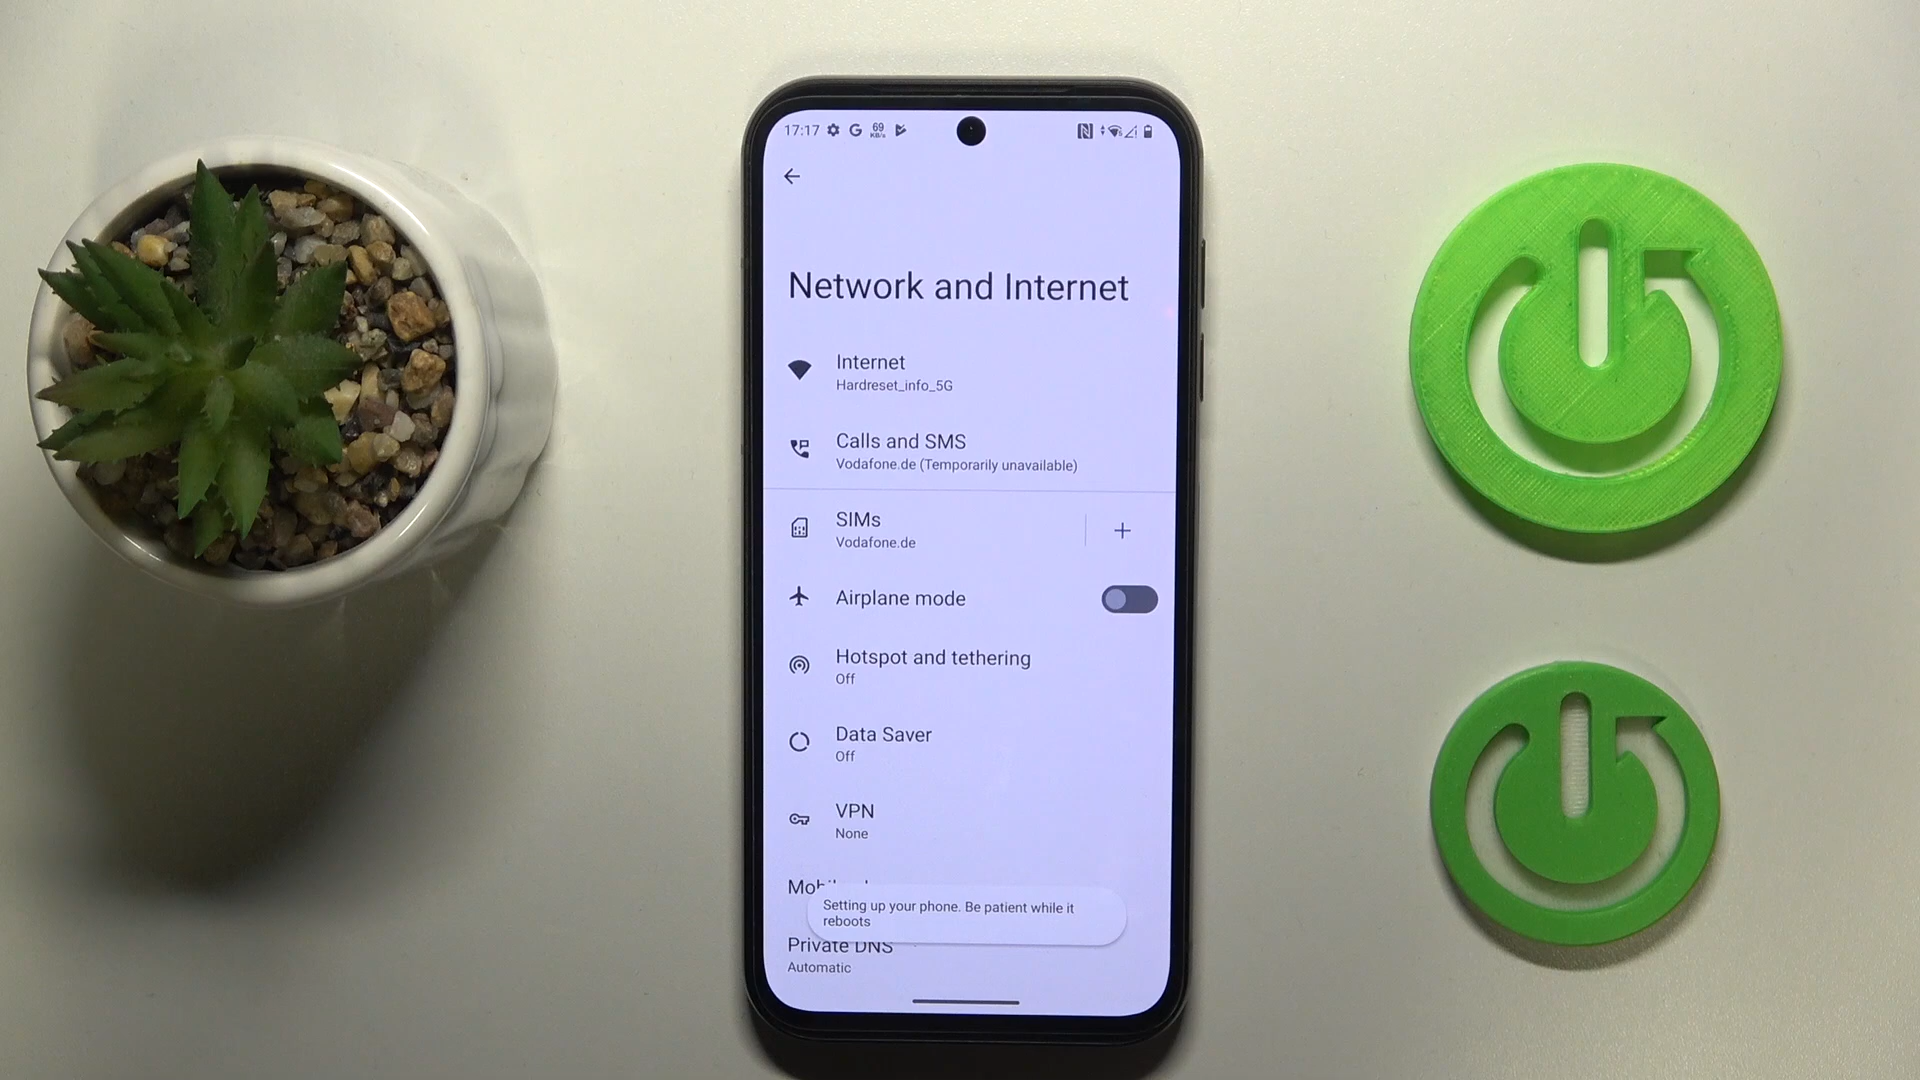 17:17 G 69 KB/s
Network and Internet
Internet
Hardreset_info_5G
Calls and SMS
Vodafone.de (Temporarily unavailable)
SIMs
Vodafone.de
Airplane mode
Hotspot and tethering
Off
Data Saver
Off
VPN
None
Setting up your phone. Be patient while it
reboots
Private DNS
Automatic